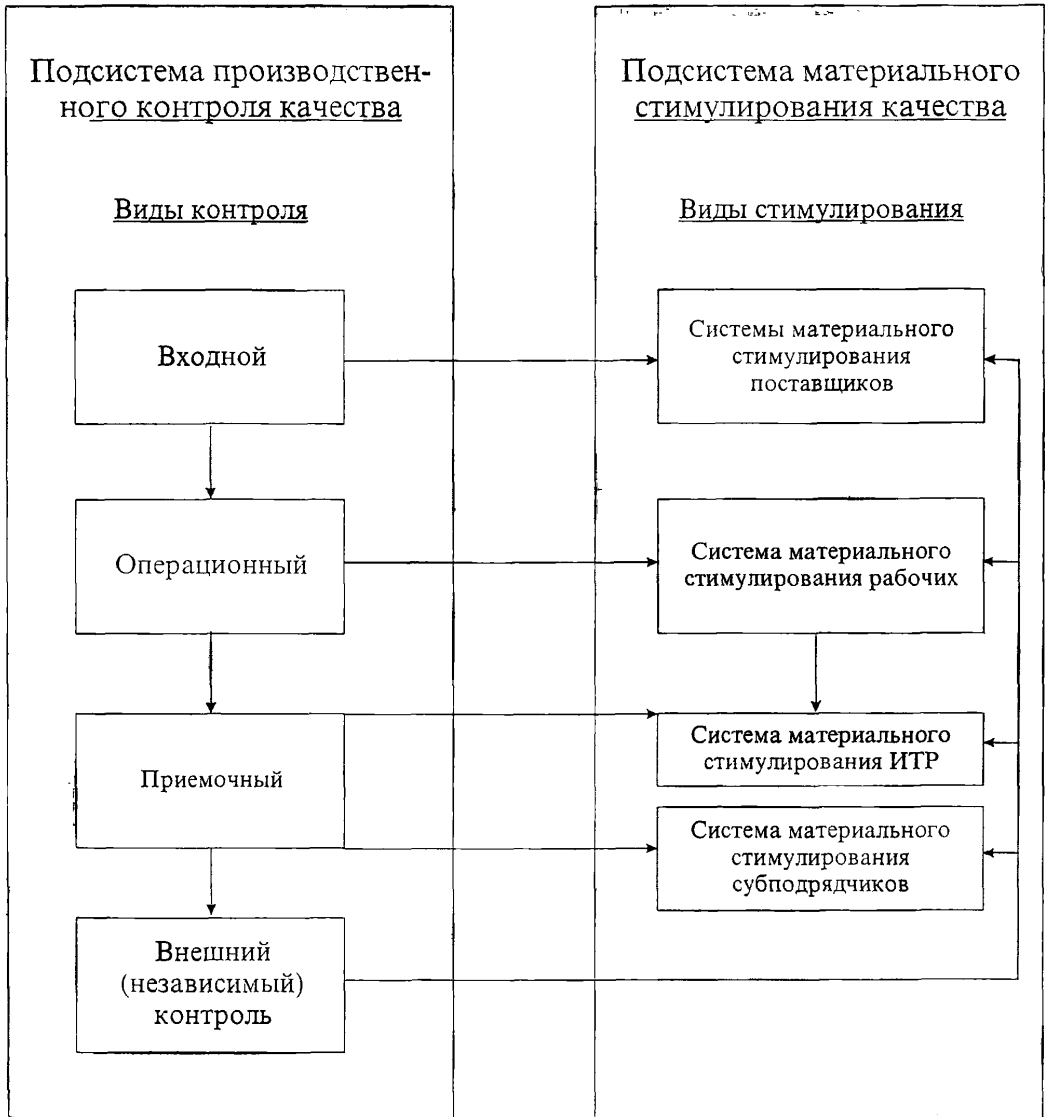 Подсистема производствен-
ного контроля качества
Виды контроля
Входной
Операционный
Приемочный
Внешний
(независимый)
контроль
Подсистема материального
стимулирования качества
Виды стимулирования
Системы материального
стимулирования
поставщиков
Система материального
стимулирования рабочих
Система материального
стимулирования ИТР
Система материального
стимулирования
субподрядчиков